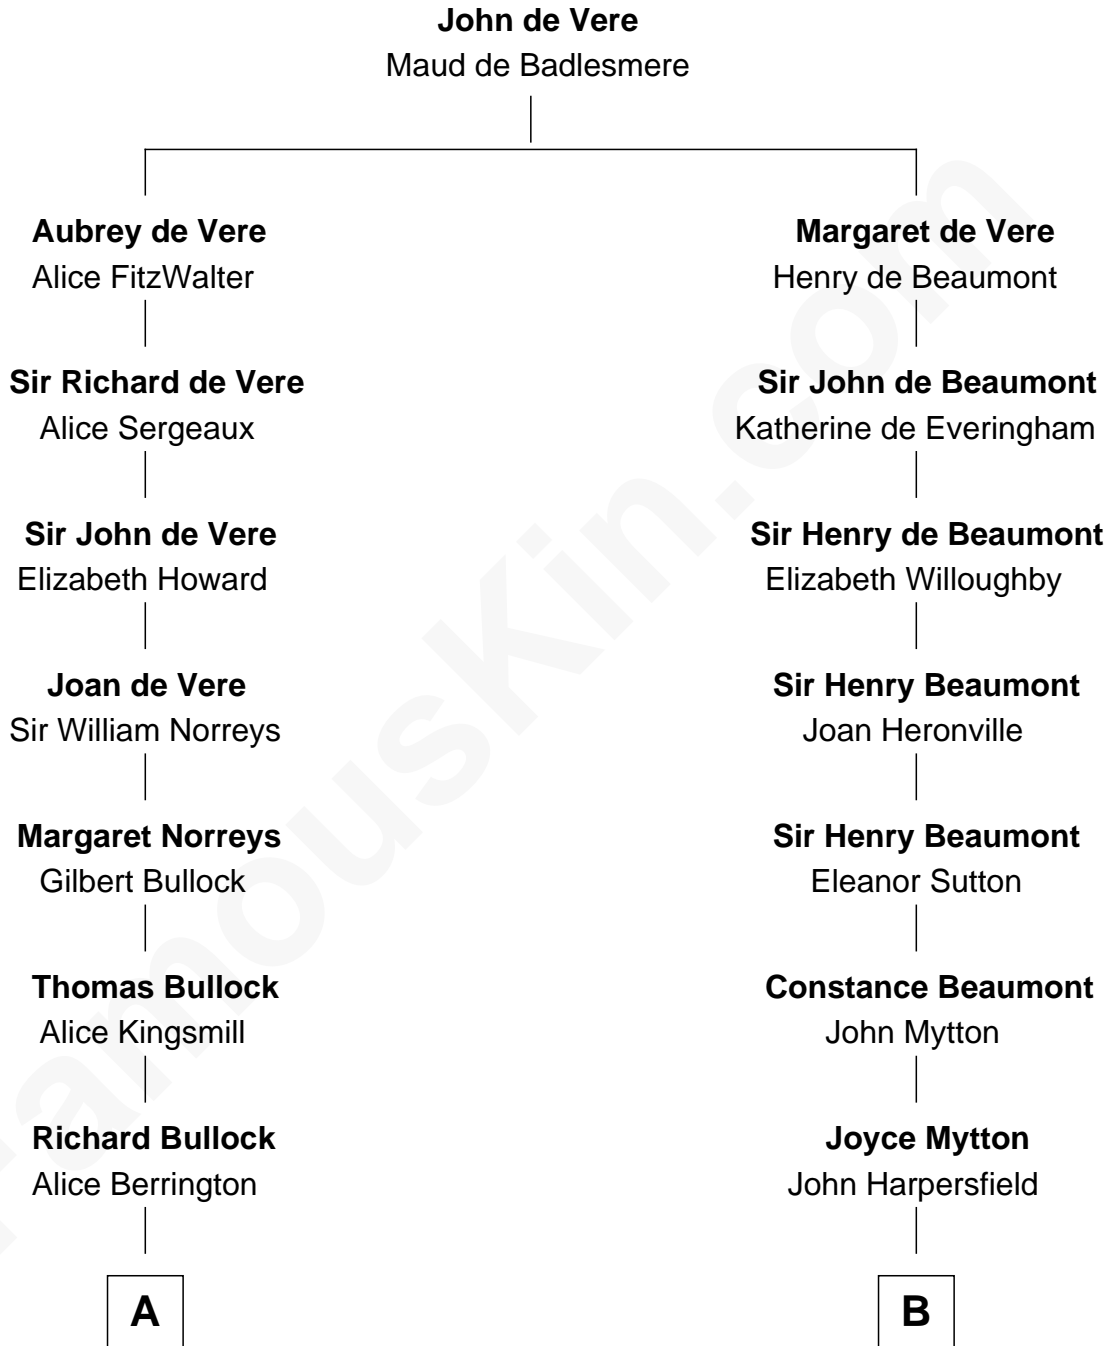 John de Vere
Maud de Badlesmere
Aubrey de Vere
Alice FitzWalter
Margaret de Vere
Henry de Beaumont
Sir Richard de Vere
Alice Sergeaux
Sir John de Beaumont
Katherine de Everingham
Sir John de Vere
Elizabeth Howard
Sir Henry de Beaumont
Elizabeth Willoughby
Joan de Vere
Sir William Norreys
Sir Henry Beaumont
Joan Heronville
Margaret Norreys
Gilbert Bullock
Sir Henry Beaumont
Eleanor Sutton
Thomas Bullock
Alice Kingsmill
Constance Beaumont
John Mytton
Richard Bullock
Alice Berrington
Joyce Mytton
John Harpersfield
A
B
FamousKin.com